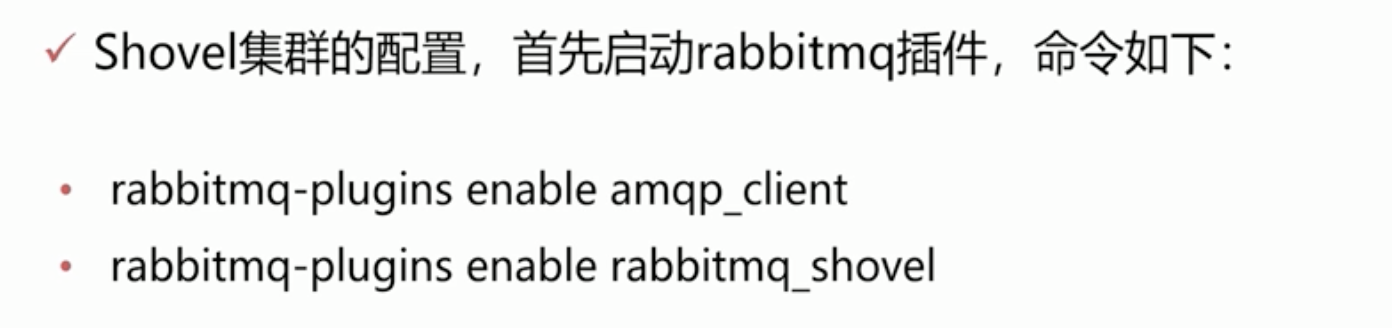 Shovel集群的配置，首先启动rabbitmq插件，命令如下：
rabbitmq-plugins enable amqp_client
rabbitmq-plugins enable rabbitmq_shovel